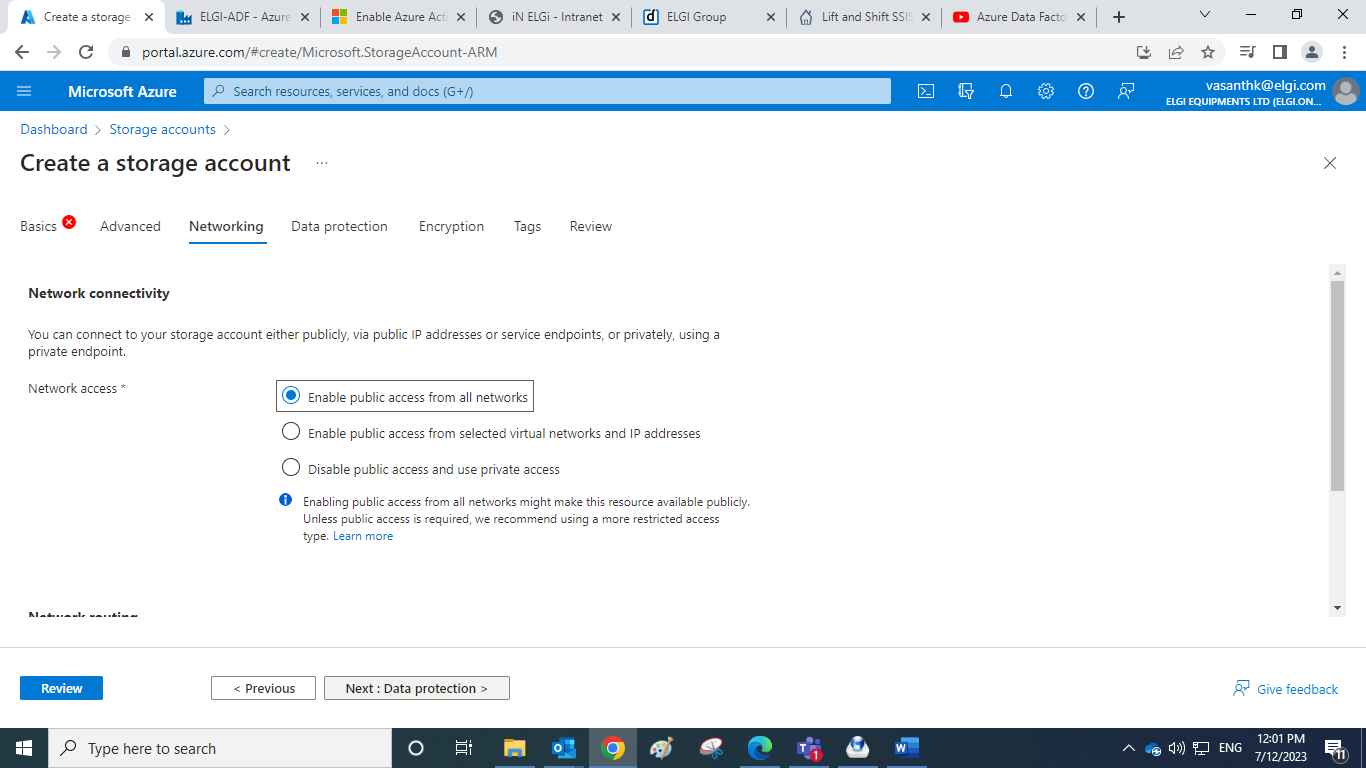 Create a storage
ELGI-ADF - Azure
Enable Azure Act
iN ELGi - Intranet
ELGI Group
Lift and Shift SSIS
Azure Data Facto
portal.azure.com/#create/Microsoft.StorageAccount-ARM
Microsoft Azure
Search resources, services, and docs (G+/)
vasanthk@elgi.com
ELGI EQUIPMENTS LTD (ELGI.ON...
Dashboard > Storage accounts >
Create a storage account ...
Basics
Advanced
Networking
Data protection
Encryption
Tags
Review
Network connectivity
You can connect to your storage account either publicly, via public IP addresses or service endpoints, or privately, using a
private endpoint.
Network access *
Enable public access from all networks
Enable public access from selected virtual networks and IP addresses
Disable public access and use private access
Enabling public access from all networks might make this resource available publicly.
Unless public access is required, we recommend using a more restricted access
type. Learn more
Network routing
Review
< Previous
Next : Data protection >
Give feedback
Type here to search
1
ENG
12:01 PM
7/12/2023
11